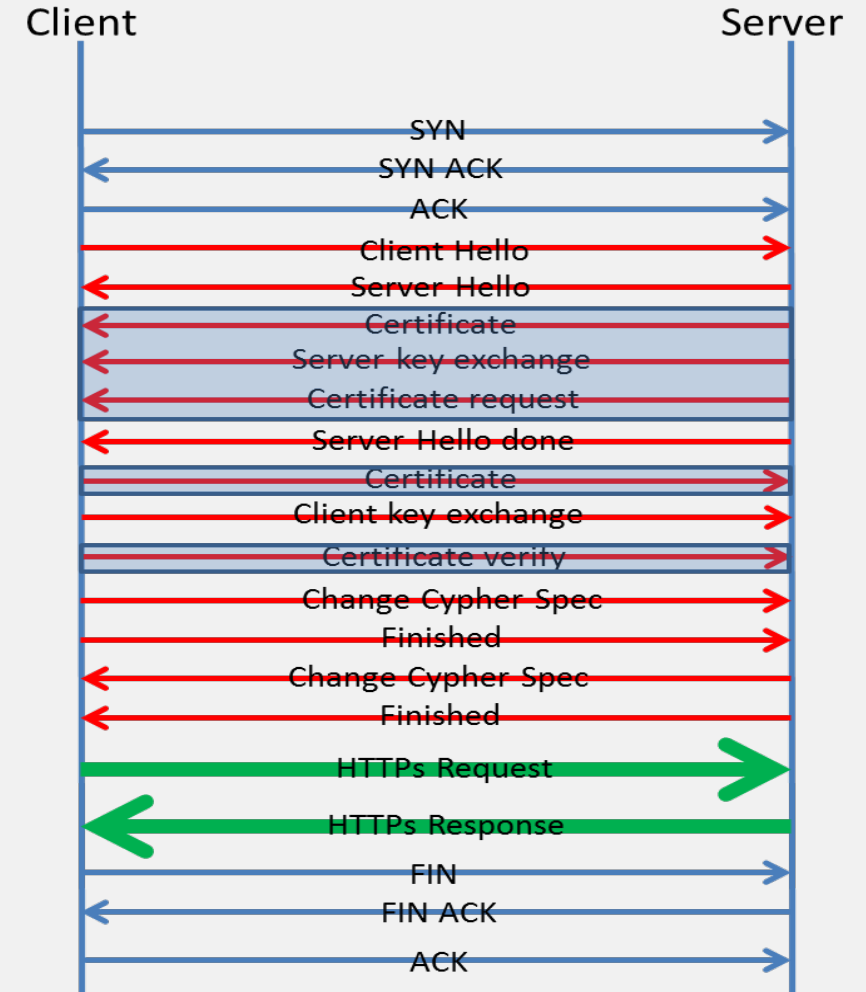 Client
Server
SYN
SYN ACK
ACK
Client Hello
Server Hello
Certificate
Server key exchange
Certificate request
Server Hello done
Certificate
Client key exchange
Certificate verify
Change Cypher Spec
Finished
Change Cypher Spec
Finished
HTTPs Request
HTTPs Response
FIN
FIN ACK
ACK